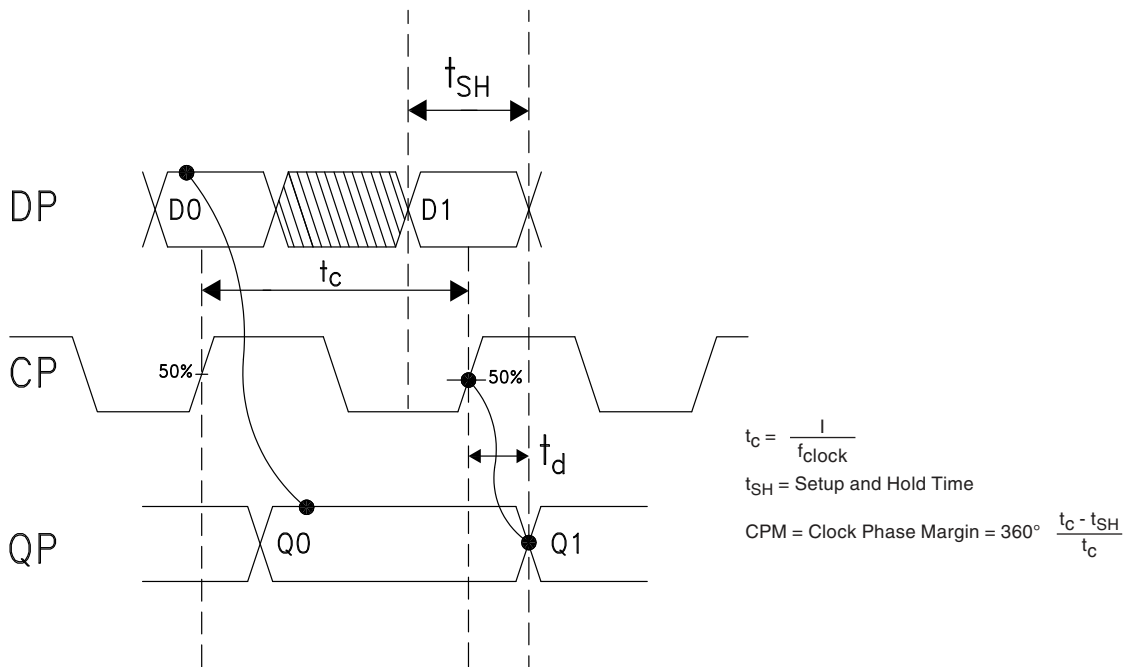 tSH
DP
D0
D1
tc
CP
50%
50%
td
QP
Q0
Q1
tc = I / fclock
tSH = Setup and Hold Time
CPM = Clock Phase Margin = 360° tc - tSH / tc